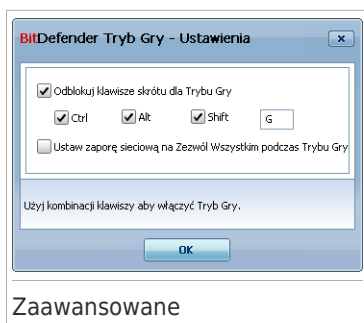 BitDefender Tryb Gry - Ustawienia
Odblokuj klawisze skrótu dla Trybu Gry
Ctrl Alt Shift G
Ustaw zaporę sieciową na Zezwól Wszystkim podczas Trybu Gry
Użyj kombinacji klawiszy aby włączyć Tryb Gry.
OK
Zaawansowane